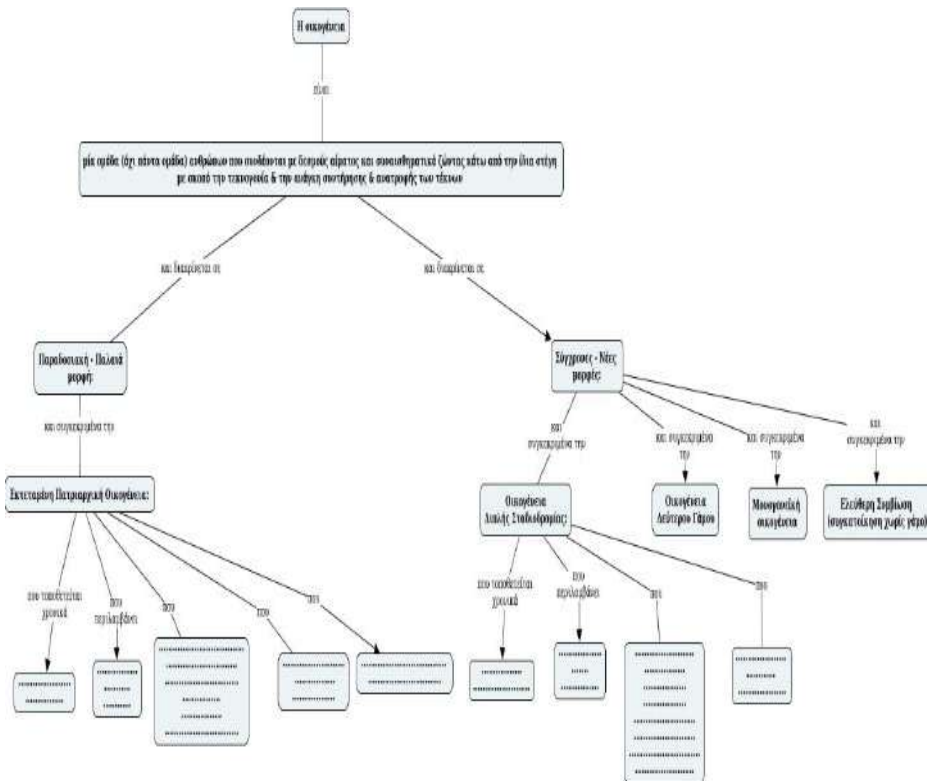 Η οικογένεια
είναι
μία ομάδα (όχι πάντα ομάδα) ανθρώπων που συνδέονται με δεσμούς αίματος και συναισθηματικά ζώντας κάτω από την ίδια στέγη
με σκοπό την τεκνογονία & την ανάγκη συντήρησης & ανατροφής των τέκνων
και διακρίνεται σε
και διακρίνεται σε
Παραδοσιακή - Παλαιά
μορφή:
Σύγχρονες - Νέες
μορφές:
και συγκεκριμένα την
και
συγκεκριμένα την
και συγκεκριμένα
την
και συγκεκριμένα
την
και
συγκεκριμένα την
Εκτεταμένη Πατριαρχική Οικογένεια:
Οικογένεια
Διπλής Σταδιοδρομίας:
Οικογένεια
Δεύτερου Γάμου
Μονογονεϊκή
οικογένεια
Ελεύθερη Συμβίωση
(συγκατοίκηση χωρίς γάμο)
που τοποθετείται
χρονικά
που
περιλαμβάνει
που
που
που
που τοποθετείται
χρονικά
που
περιλαμβάνει
που
που